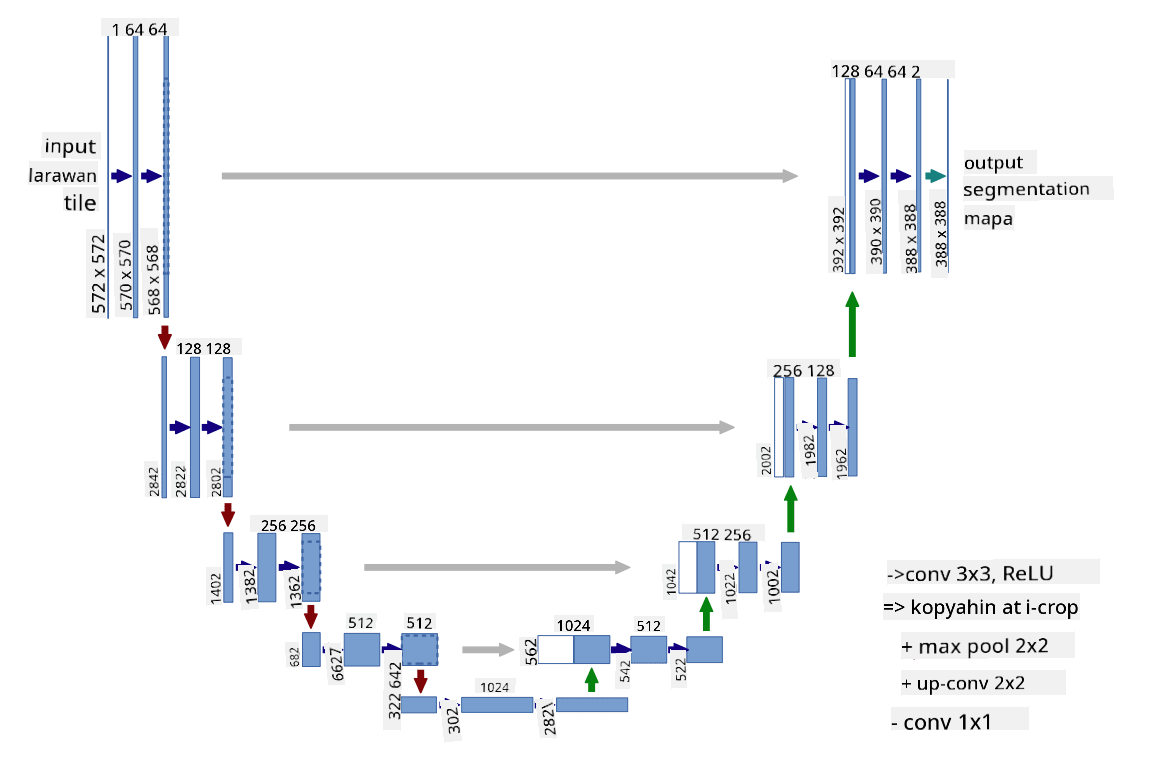 1 64 64
input
larawan
tile
572 x 572
570 x 570
568 x 568
128 64 64 2
output
segmentation
mapa
392 x 392
390 x 390
388 x 388
388 x 388
128 128
2842
2822
2802
256 128
2002
1982
1962
256 256
1402
1382
1362
512 256
1042
1022
1002
512
512
682
6627
322 642
1024
512
562
542
522
1024
302
282\
->conv 3x3, ReLU
=> kopyahin at i-crop
+ max pool 2x2
+ up-conv 2x2
- conv 1x1